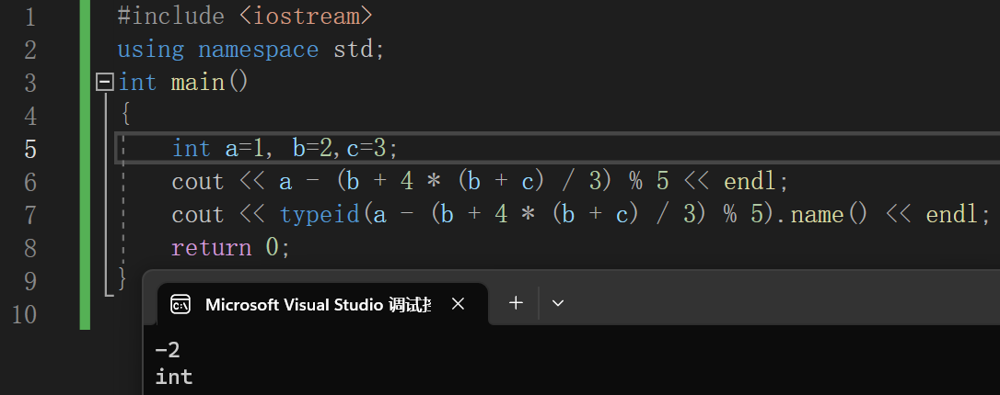 1 #include <iostream>
2 using namespace std;
3 int main()
4 {
5 int a=1, b=2,c=3;
6 cout << a - (b + 4 * (b + c) / 3) % 5 << endl;
7 cout << typeid(a - (b + 4 * (b + c) / 3) % 5).name() << endl;
8 return 0;
9 }
10
Microsoft Visual Studio 调试
-2
int